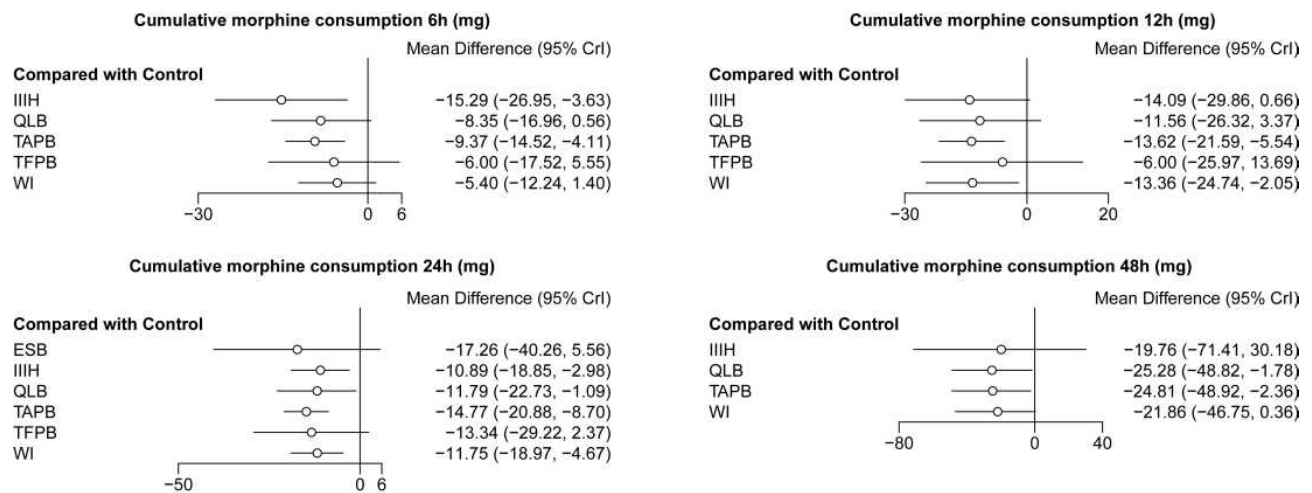 Cumulative morphine consumption 6h (mg)
Mean Difference (95% CrI)
Compared with Control
IIIH −15.29 (−26.95, −3.63)
QLB −8.35 (−16.96, 0.56)
TAPB −9.37 (−14.52, −4.11)
TFPB −6.00 (−17.52, 5.55)
WI −5.40 (−12.24, 1.40)
−30 0 6
Cumulative morphine consumption 12h (mg)
Mean Difference (95% CrI)
Compared with Control
IIIH −14.09 (−29.86, 0.66)
QLB −11.56 (−26.32, 3.37)
TAPB −13.62 (−21.59, −5.54)
TFPB −6.00 (−25.97, 13.69)
WI −13.36 (−24.74, −2.05)
−30 0 20
Cumulative morphine consumption 24h (mg)
Mean Difference (95% CrI)
Compared with Control
ESB −17.26 (−40.26, 5.56)
IIIH −10.89 (−18.85, −2.98)
QLB −11.79 (−22.73, −1.09)
TAPB −14.77 (−20.88, −8.70)
TFPB −13.34 (−29.22, 2.37)
WI −11.75 (−18.97, −4.67)
−50 0 6
Cumulative morphine consumption 48h (mg)
Mean Difference (95% CrI)
Compared with Control
IIIH −19.76 (−71.41, 30.18)
QLB −25.28 (−48.82, −1.78)
TAPB −24.81 (−48.92, −2.36)
WI −21.86 (−46.75, 0.36)
−80 0 40